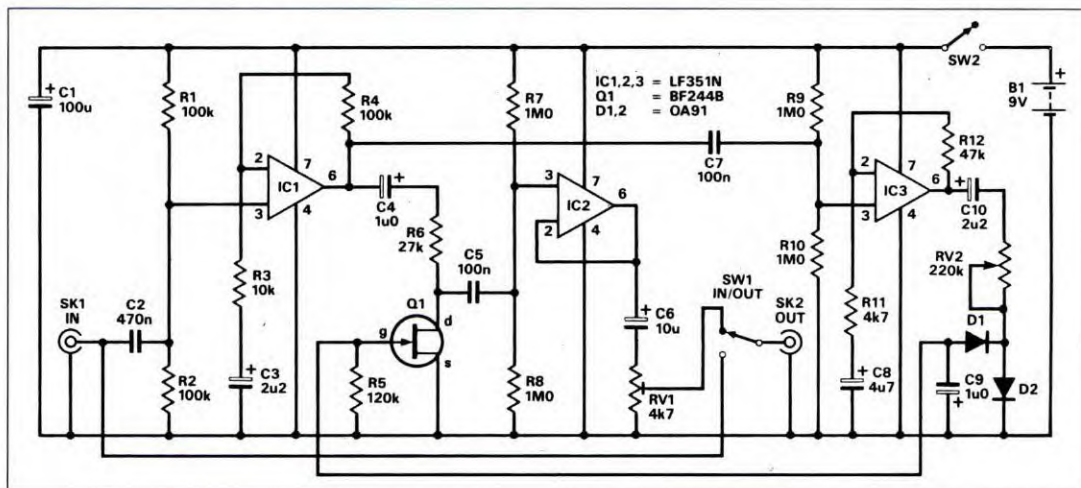 C1
100u
R1
100k
R4
100k
R7
1M0
IC1,2,3 = LF351N
Q1 = BF244B
D1,2 = OA91
R9
1M0
SW2
B1
9V
C7
100n
R12
47k
2
3
7
6
4
IC1
C4
1u0
R6
27k
C5
100n
3
2
7
6
4
IC2
2
3
7
6
4
IC3
C10
2u2
R3
10k
R10
1M0
RV2
220k
SK1
IN
C2
470n
Q1
g
d
s
C6
10u
SW1
IN/OUT
SK2
OUT
R11
4k7
D1
R2
100k
C3
2u2
R5
120k
R8
1M0
RV1
4k7
C8
4u7
C9
1u0
D2
+
+
+
+
+
+
+
+